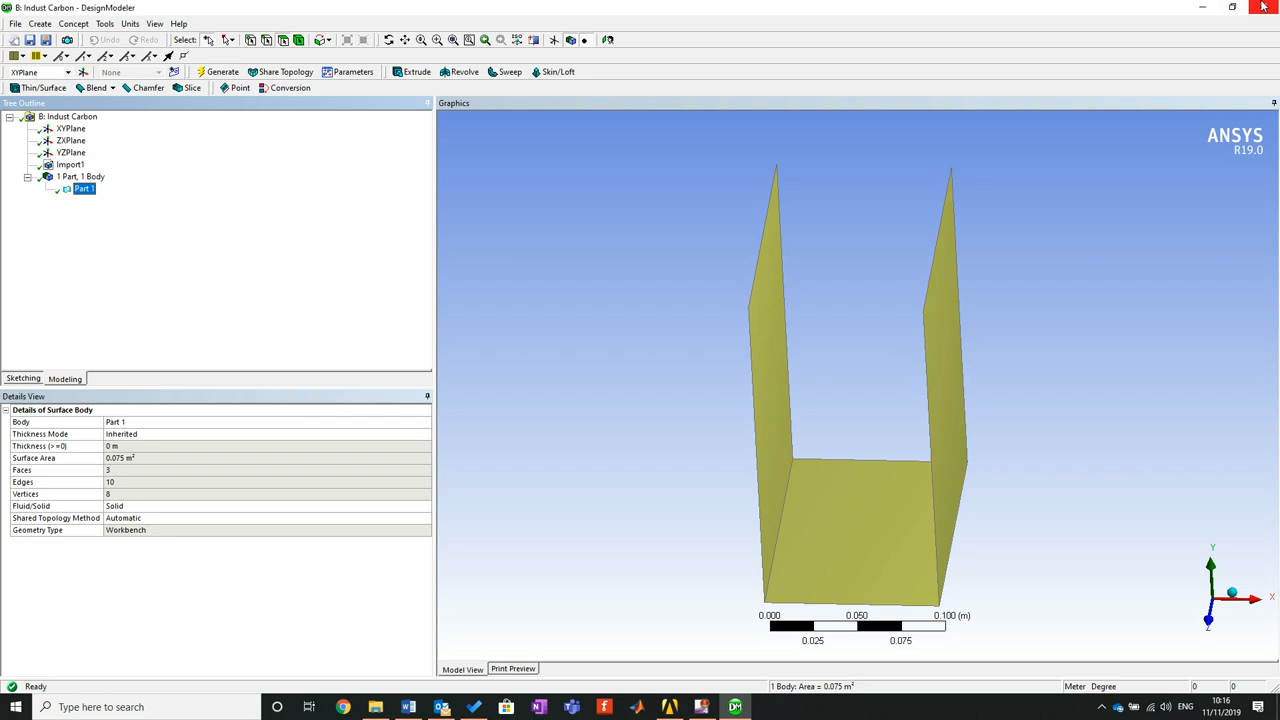 B: Indust Carbon - DesignModeler
File Create Concept Tools Units View Help
Undo Redo Select:
XYPlane None Generate Share Topology Parameters Extrude Revolve Sweep Skin/Loft
Thin/Surface Blend Chamfer Slice Point Conversion
Tree Outline
Graphics
B: Indust Carbon
XYPlane
ZXPlane
YZPlane
Import1
1 Part, 1 Body
Part 1
ANSYS
R19.0
Sketching Modeling
Details View
Details of Surface Body
Body Part 1
Thickness Mode Inherited
Thickness (>=0) 0 m
Surface Area 0.075 m²
Faces 3
Edges 10
Vertices 8
Fluid/Solid Solid
Shared Topology Method Automatic
Geometry Type Workbench
0.000 0.050 0.100 (m)
0.025 0.075
Y
X
Z
Model View Print Preview
Ready 1 Body: Area = 0.075 m² Meter Degree 0 0
Type here to search
ENG
10:16
11/11/2019